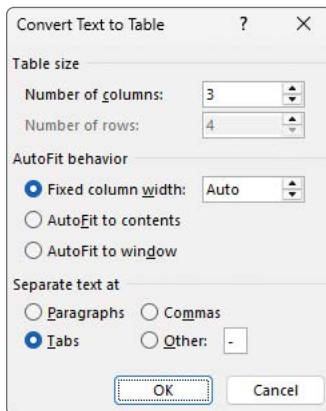 Convert Text to Table ?
Table size
Number of columns: 3
Number of rows: 4
AutoFit behavior
Fixed column width: Auto
AutoFit to contents
AutoFit to window
Separate text at
Paragraphs Commas
Tabs Other: -
OK Cancel